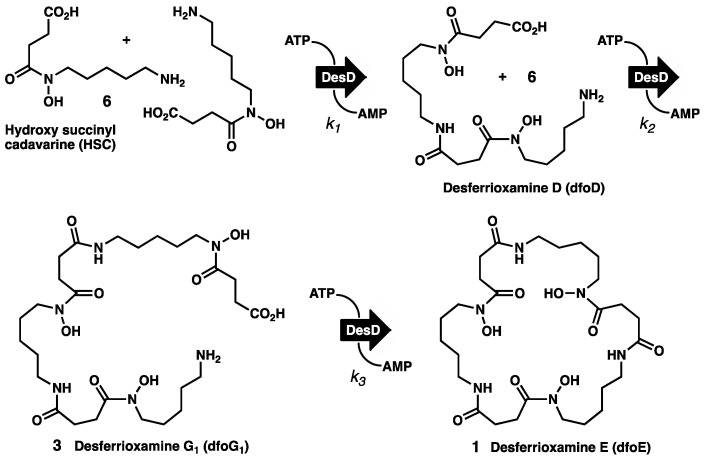 CO₂H
O
N
OH
6
NH₂
Hydroxy succinyl
cadavarine (HSC)
+
H₂N
HO₂C
O
N
OH
ATP
DesD
AMP
k₁
O
CO₂H
N
OH
+ 6
NH
O
O
N
OH
NH₂
Desferrioxamine D (dfoD)
ATP
DesD
AMP
k₂
O
N
H
N
OH
O
CO₂H
O
N
OH
NH
O
O
N
OH
NH₂
3 Desferrioxamine G₁ (dfoG₁)
ATP
DesD
AMP
k₃
O
N
H
O
N
OH
HO
N
O
HN
O
NH
O
O
N
OH
1 Desferrioxamine E (dfoE)